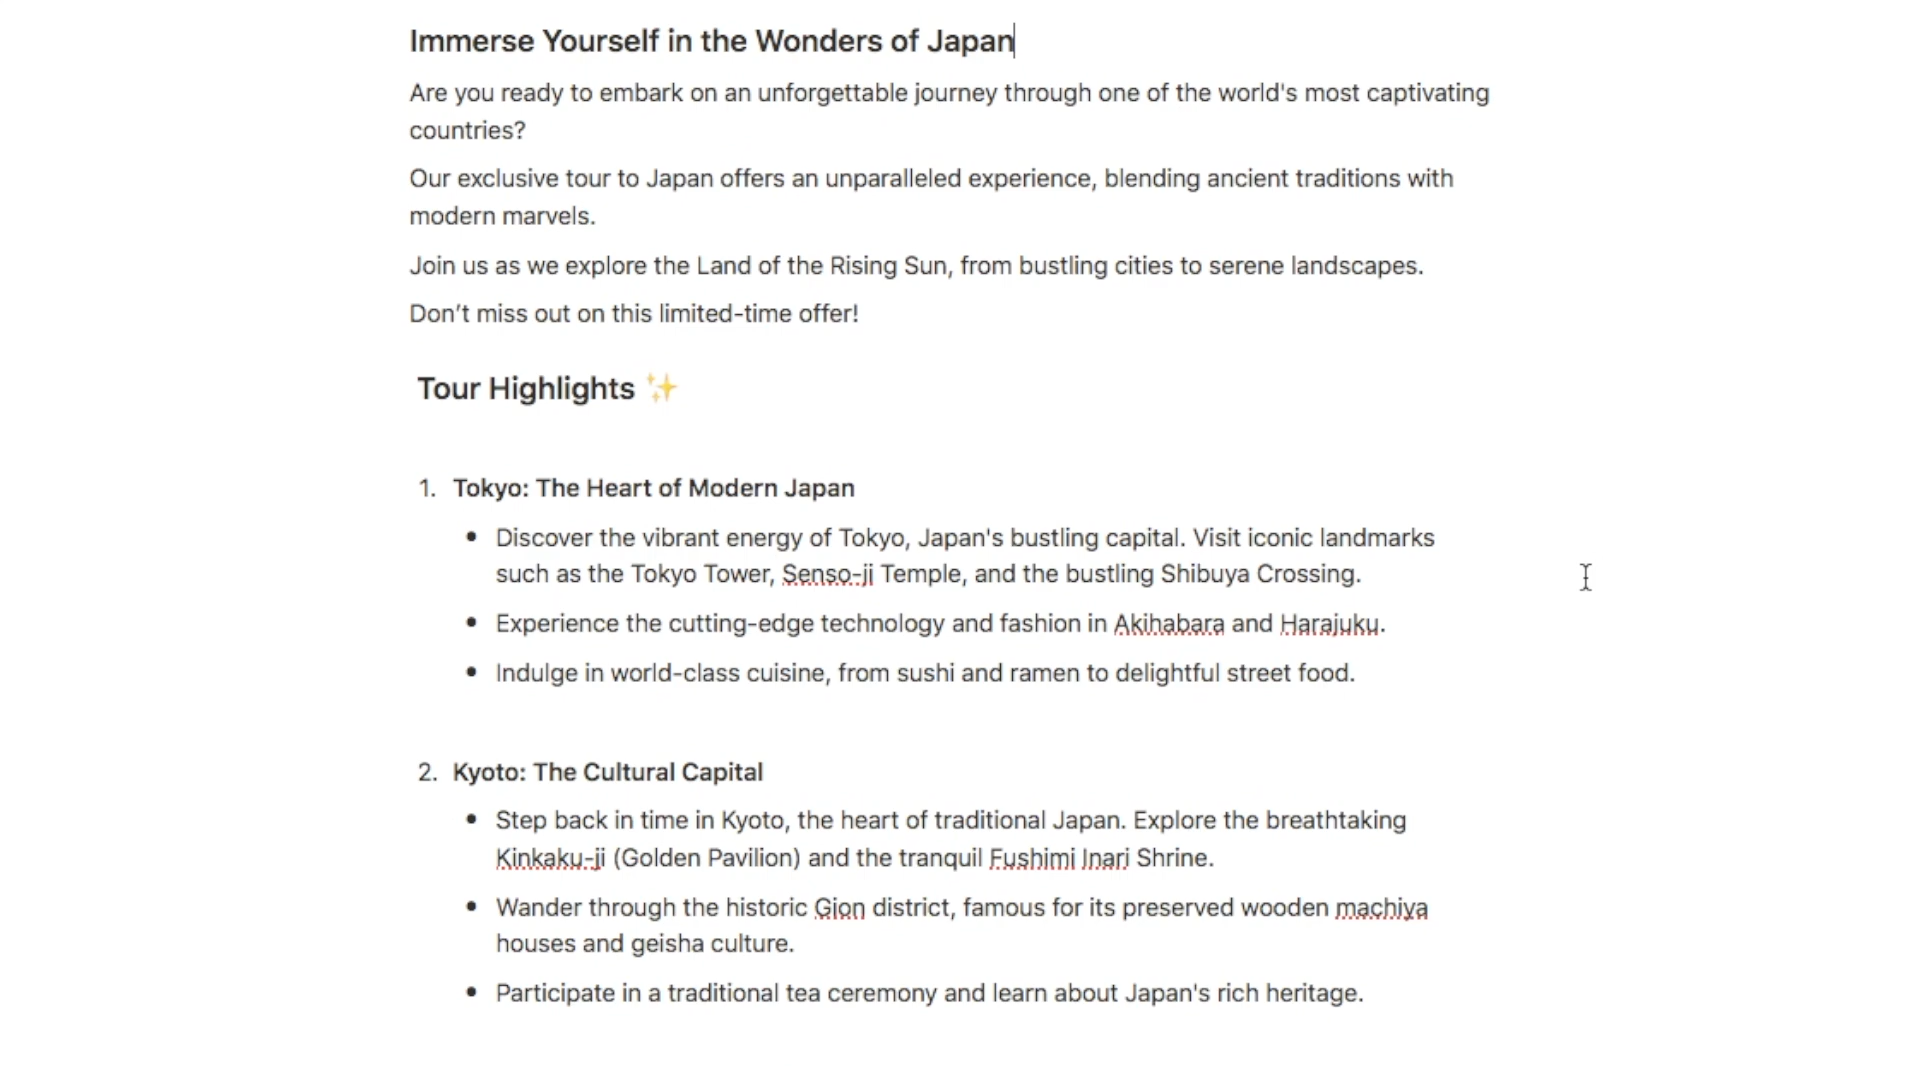 Immerse Yourself in the Wonders of Japan
Are you ready to embark on an unforgettable journey through one of the world's most captivating
countries?
Our exclusive tour to Japan offers an unparalleled experience, blending ancient traditions with
modern marvels.
Join us as we explore the Land of the Rising Sun, from bustling cities to serene landscapes.
Don’t miss out on this limited-time offer!
Tour Highlights ✨
1. Tokyo: The Heart of Modern Japan
• Discover the vibrant energy of Tokyo, Japan's bustling capital. Visit iconic landmarks
such as the Tokyo Tower, Senso-ji Temple, and the bustling Shibuya Crossing.
• Experience the cutting-edge technology and fashion in Akihabara and Harajuku.
• Indulge in world-class cuisine, from sushi and ramen to delightful street food.
2. Kyoto: The Cultural Capital
• Step back in time in Kyoto, the heart of traditional Japan. Explore the breathtaking
Kinkaku-ji (Golden Pavilion) and the tranquil Fushimi Inari Shrine.
• Wander through the historic Gion district, famous for its preserved wooden machiya
houses and geisha culture.
• Participate in a traditional tea ceremony and learn about Japan's rich heritage.